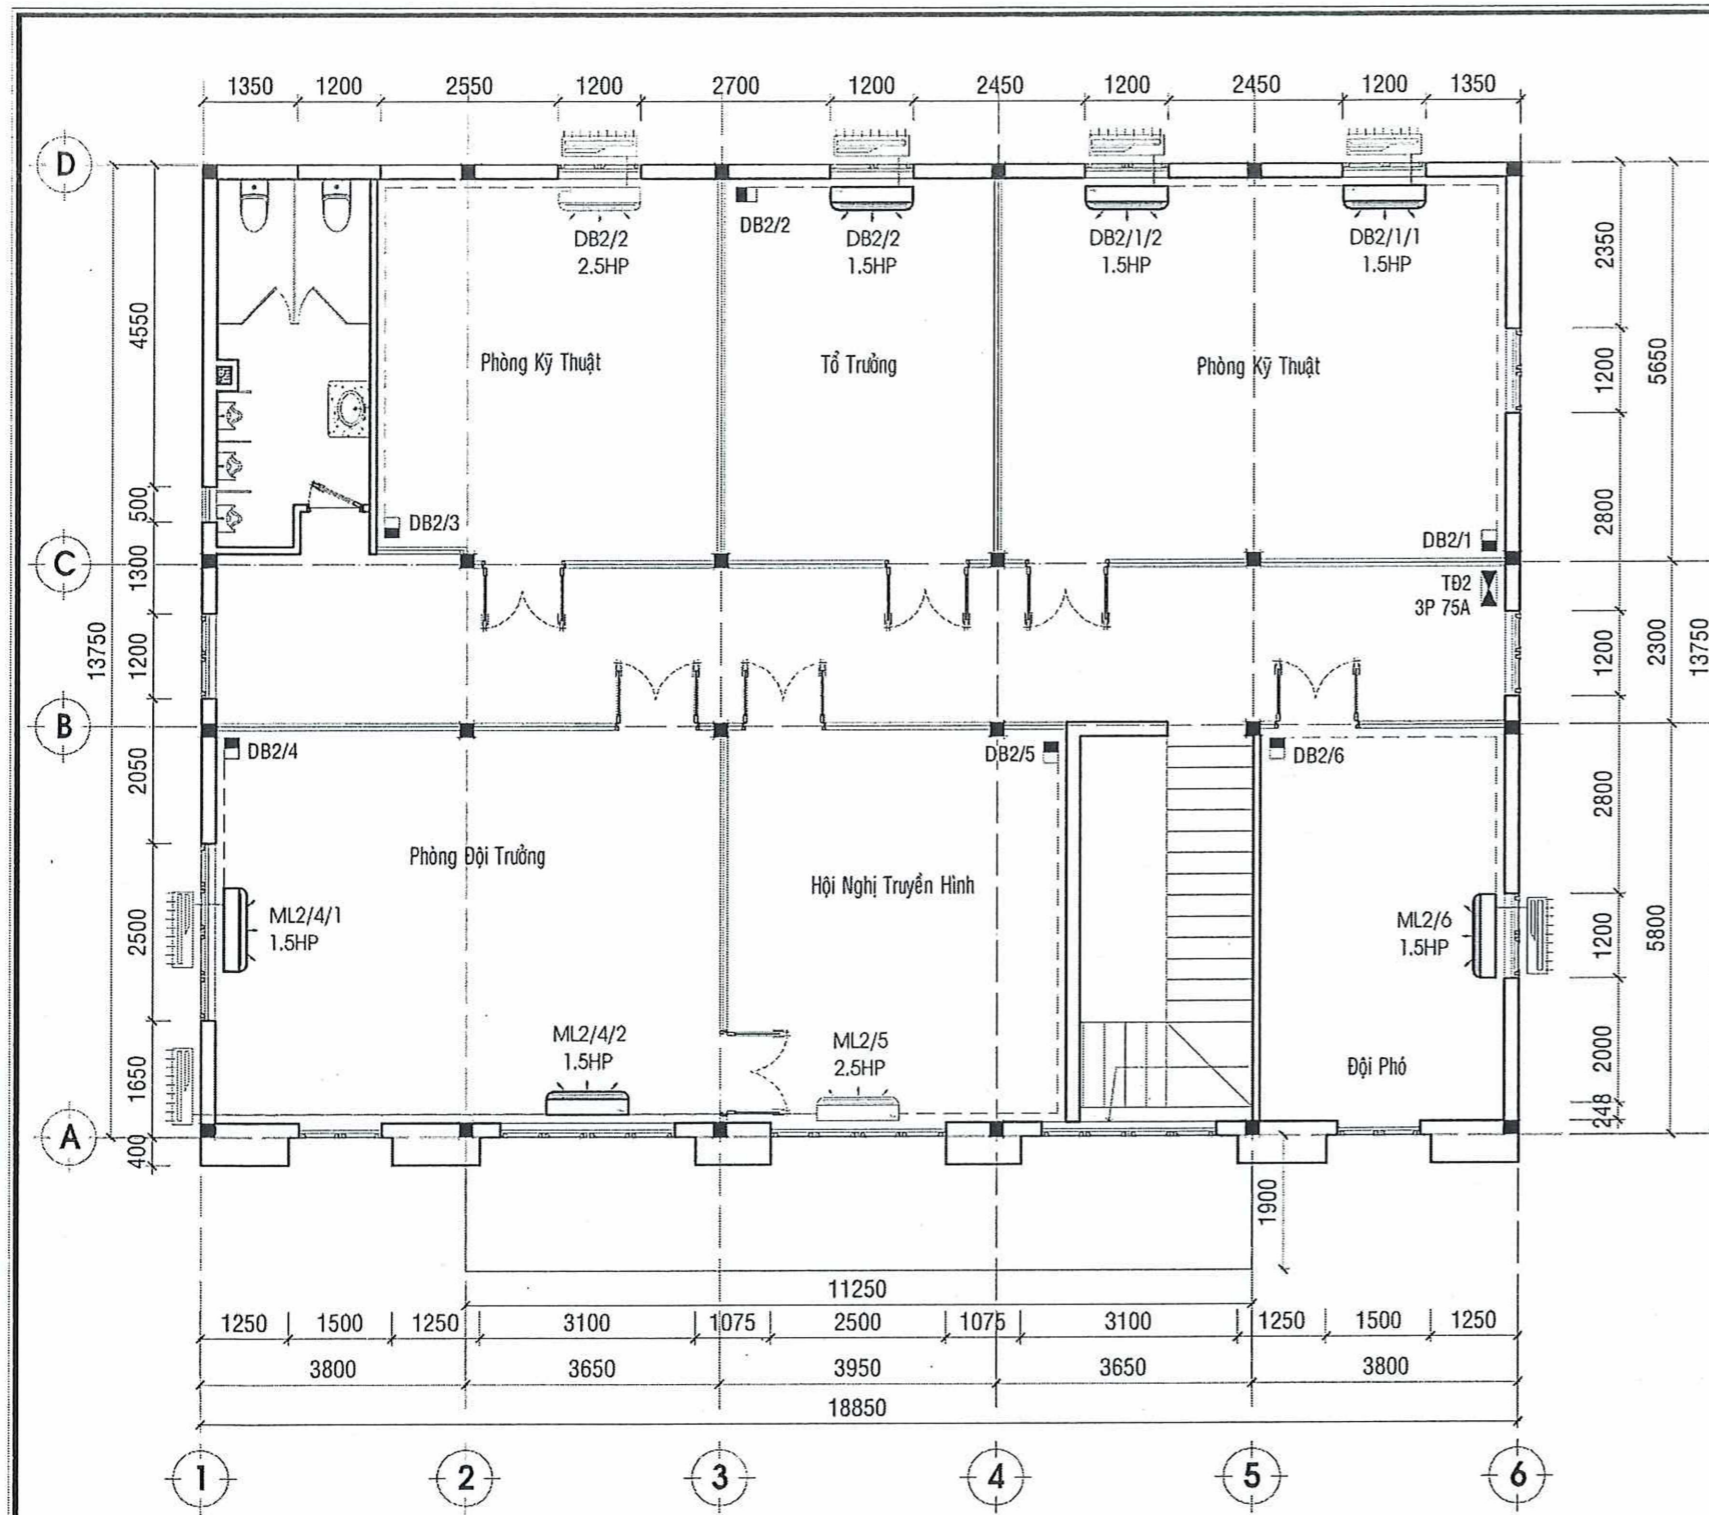 1350 1200 2550 1200 2700 1200 2450 1200 2450 1200 1350
D
DB2/2
2.5HP
DB2/2
DB2/2
1.5HP
DB2/1/2
1.5HP
DB2/1/1
1.5HP
4550
2350
Phòng Kỹ Thuật
Tổ Trưởng
Phòng Kỹ Thuật
1200
5650
500
DB2/3
2800
DB2/1
C
1300
TĐ2
3P 75A
13750
1200
1200
2300
13750
B
DB2/4
DB2/5
DB2/6
2050
2800
Phòng Đội Trưởng
Hội Nghị Truyền Hình
2500
ML2/4/1
1.5HP
ML2/6
1.5HP
1200
5800
ML2/4/2
1.5HP
ML2/5
2.5HP
1650
2000
Đội Phó
248
A
400
1900
11250
1250 1500 1250 3100 1075 2500 1075 3100 1250 1500 1250
3800 3650 3950 3650 3800
18850
1 2 3 4 5 6